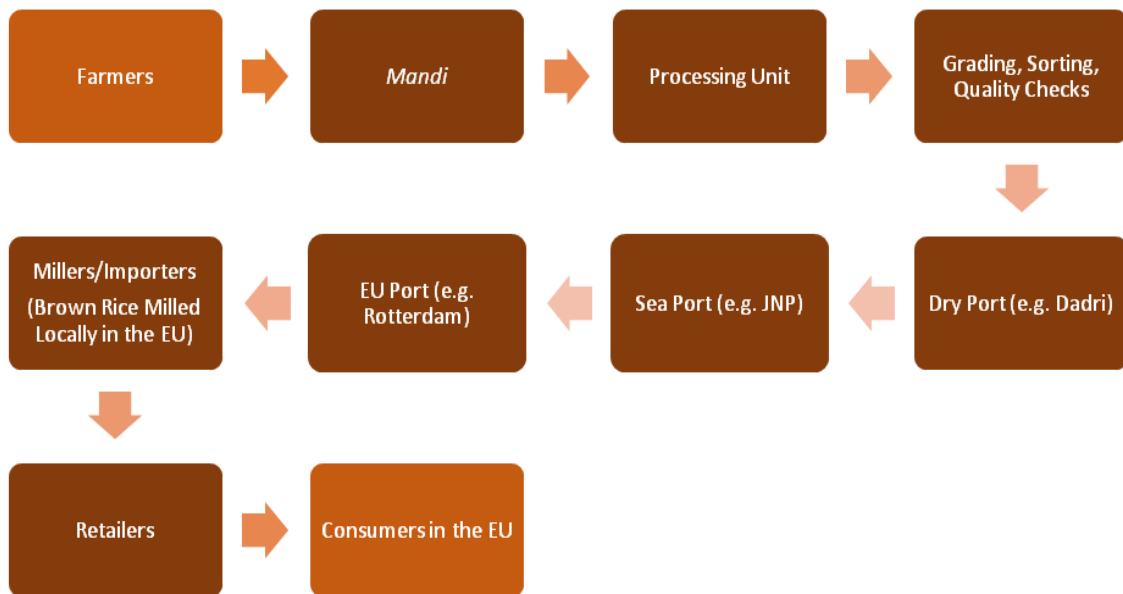 Farmers
Mandi
Processing Unit
Grading, Sorting,
Quality Checks
Dry Port (e.g. Dadri)
Sea Port (e.g. JNP)
EU Port (e.g.
Rotterdam)
Millers/Importers
(Brown Rice Milled
Locally in the EU)
Retailers
Consumers in the EU